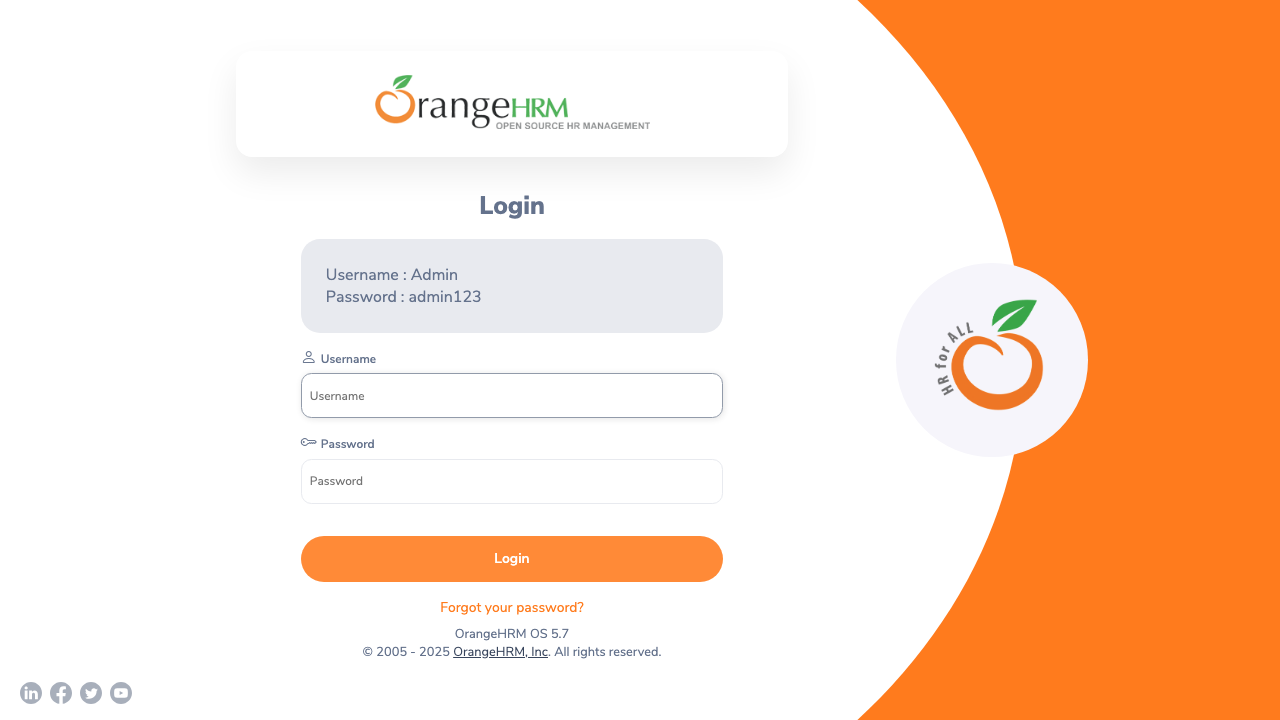 OrangeHRM
OPEN SOURCE HR MANAGEMENT
Login
Username : Admin
Password : admin123
Username
Username
Password
Password
Login
Forgot your password?
OrangeHRM OS 5.7
© 2005 - 2025 OrangeHRM, Inc. All rights reserved.
HR for ALL
in